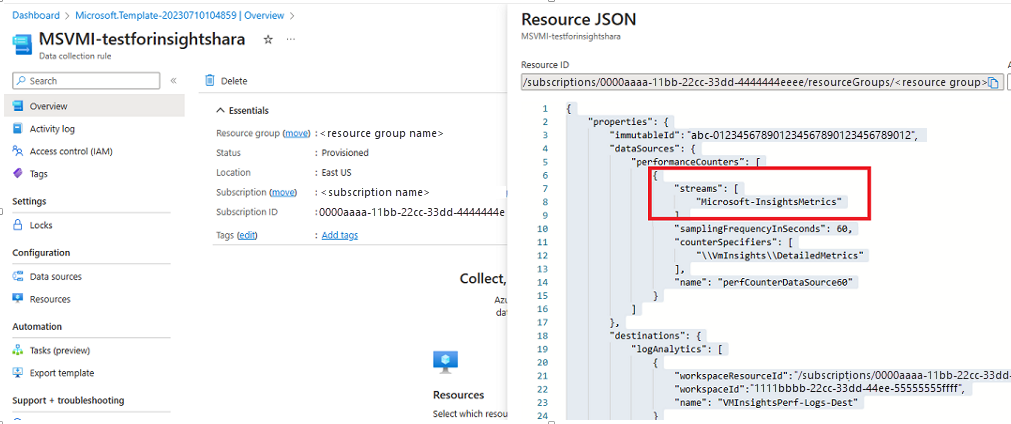 Dashboard > Microsoft.Template-20230710104859 | Overview >
MSVMI-testforinsightshara
Data collection rule
Search
Overview
Activity log
Access control (IAM)
Tags
Settings
Locks
Configuration
Data sources
Resources
Automation
Tasks (preview)
Export template
Support + troubleshooting
Delete
Essentials
Resource group (move) : <resource group name>
Status : Provisioned
Location : East US
Subscription (move) : <subscription name>
Subscription ID :0000aaaa-11bb-22cc-33dd-4444444e
Tags (edit) : Add tags
Collect,
Azu
dat
Resources
Select which resou
Resource JSON
MSVMI-testforinsightshara
Resource ID
/subscriptions/0000aaaa-11bb-22cc-33dd-4444444eeee/resourceGroups/<resource group>
A
1 {
2 "properties": {
3 "immutableId":"abc-01234567890123456789012345678901​2",
4 "dataSources": {
5 "performanceCounters": [
6 {
7 "streams": [
8 "Microsoft-InsightsMetrics"
9 ]
10 "samplingFrequencyInSeconds": 60,
11 "counterSpecifiers": [
12 "\\VmInsights\\DetailedMetrics"
13 ],
14 "name": "perfCounterDataSource60"
15 }
16 ]
17 },
18 "destinations": {
19 "logAnalytics": [
20 {
21 "workspaceResourceId":"/subscriptions/0000aaaa-11bb-22cc-33dd-
22 "workspaceId":"1111bbbb-22cc-33dd-44ee-55555555ffff",
23 "name": "VMInsightsPerf-Logs-Dest"
24 }